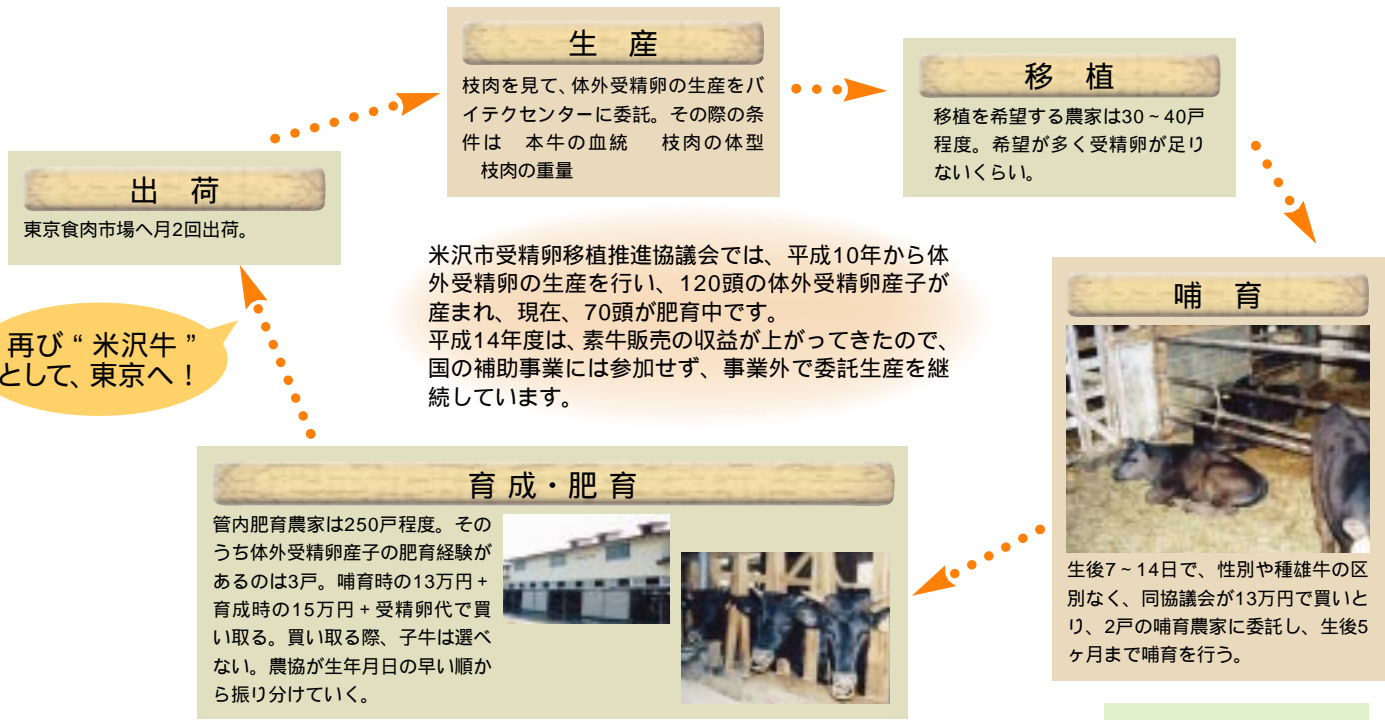 生 産
枝肉を見て、体外受精卵の生産をバ
イテクセンターに委託。その際の条
件は　本牛の血統　枝肉の体型
枝肉の重量
移 植
移植を希望する農家は30～40戸
程度。希望が多く受精卵が足り
ないくらい。
出 荷
東京食肉市場へ月2回出荷。
米沢市受精卵移植推進協議会では、平成10年から体
外受精卵の生産を行い、120頭の体外受精卵産子が
産まれ、現在、70頭が肥育中です。
平成14年度は、素牛販売の収益が上がってきたので、
国の補助事業には参加せず、事業外で委託生産を継
続しています。
哺 育
生後7～14日で、性別や種雄牛の区
別なく、同協議会が13万円で買いと
り、2戸の哺育農家に委託し、生後5
ヶ月まで哺育を行う。
再び“米沢牛”
として、東京へ！
育成・肥育
管内肥育農家は250戸程度。その
うち体外受精卵産子の肥育経験が
あるのは3戸。哺育時の13万円+
育成時の15万円+受精卵代で買
い取る。買い取る際、子牛は選べ
ない。農協が生年月日の早い順か
ら振り分けていく。